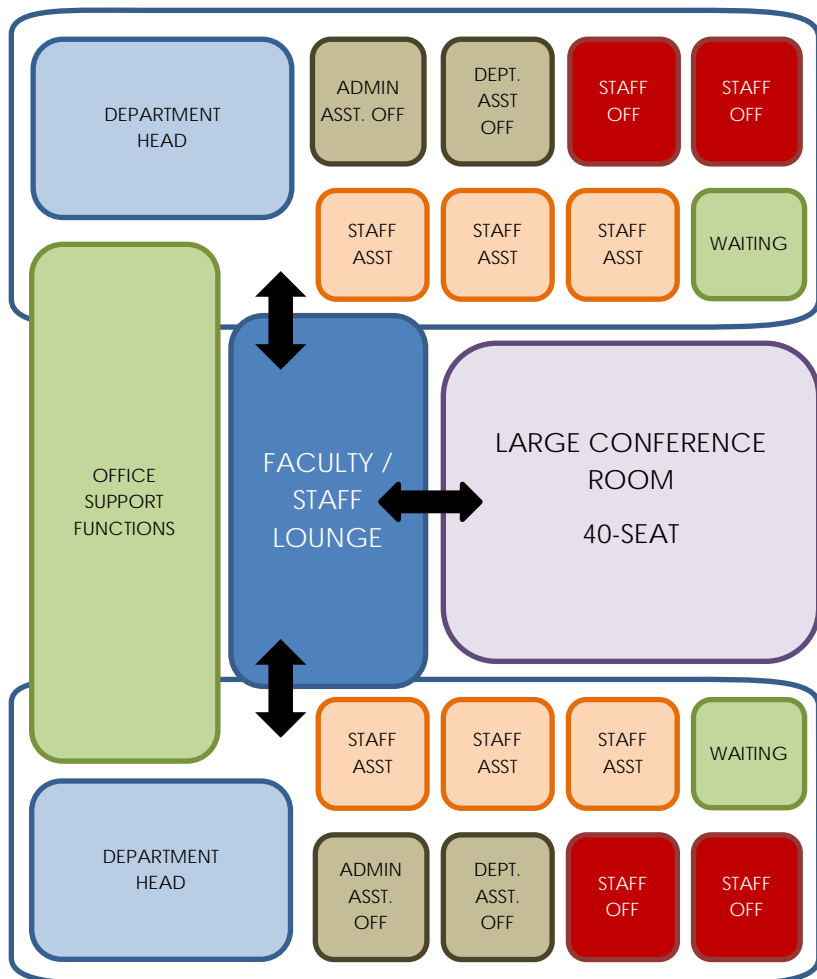 DEPARTMENT
HEAD
ADMIN
ASST. OFF
DEPT.
ASST
OFF
STAFF
OFF
STAFF
OFF
STAFF
ASST
STAFF
ASST
STAFF
ASST
WAITING
OFFICE
SUPPORT
FUNCTIONS
FACULTY /
STAFF
LOUNGE
LARGE CONFERENCE
ROOM
40-SEAT
STAFF
ASST
STAFF
ASST
STAFF
ASST
WAITING
DEPARTMENT
HEAD
ADMIN
ASST.
OFF
DEPT.
ASST.
OFF
STAFF
OFF
STAFF
OFF